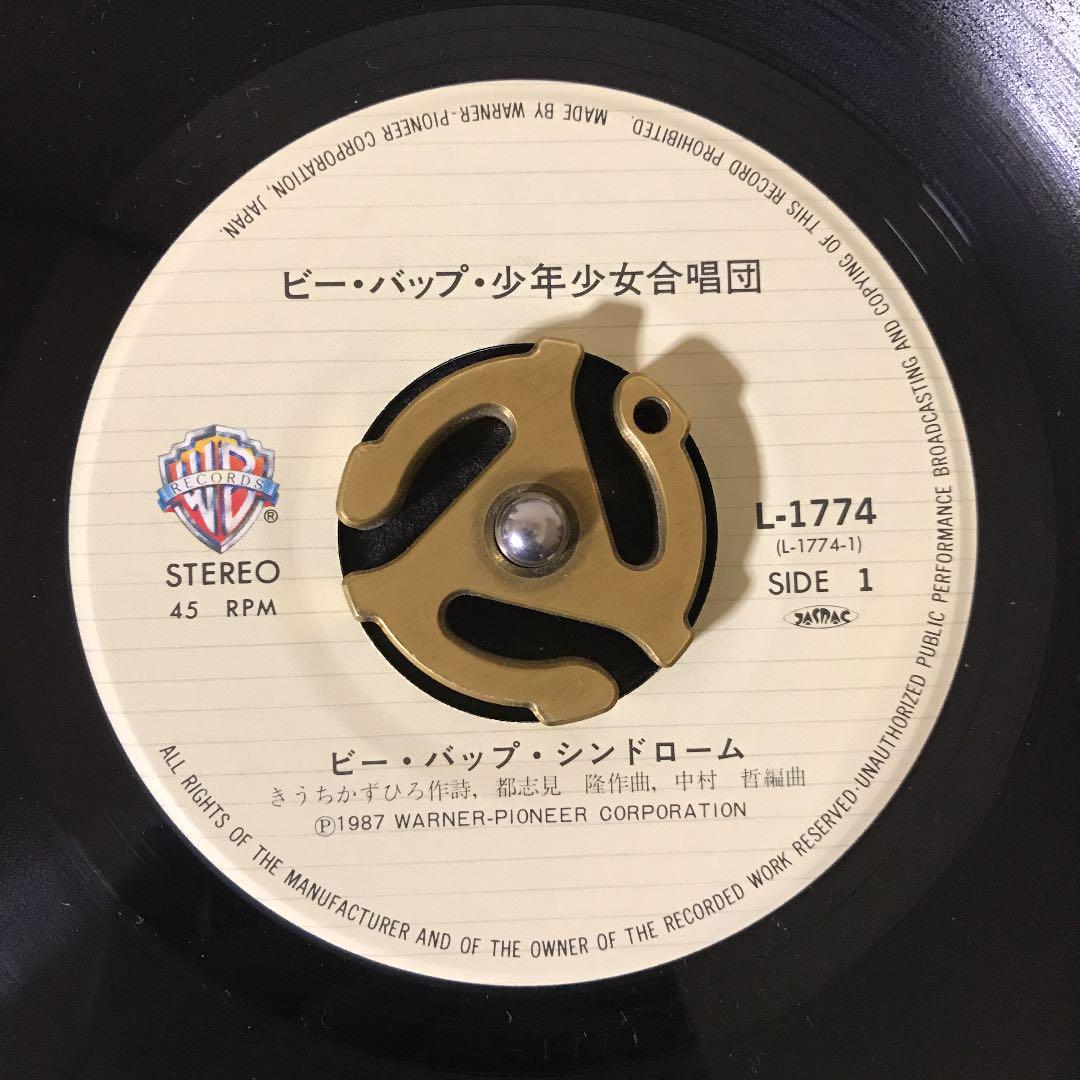 ビー・バップ・少年少女合唱団
WB
RECORDS
®
STEREO
45 RPM
L-1774
(L-1774-1)
SIDE 1
JASRAC
ビー・バップ・シンドローム
きうちかずひろ作詩, 都志見 隆作曲, 中村 哲編曲
Ⓟ1987 WARNER-PIONEER CORPORATION
ALL RIGHTS OF THE MANUFACTURER AND OF THE OWNER OF THE RECORDED WORK RESERVED·UNAUTHORIZED PUBLIC PERFORMANCE BROADCASTING AND COPYING OF THIS RECORD PROHIBITED. MADE BY WARNER-PIONEER CORPORATION, JAPAN.